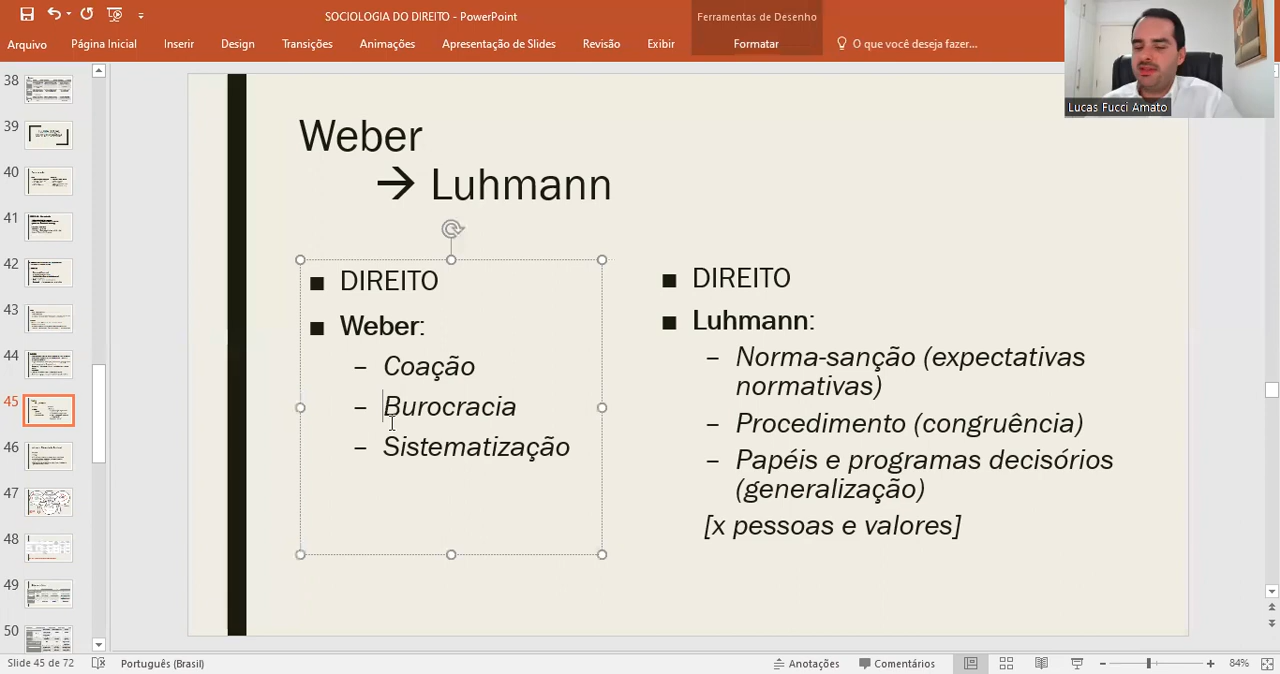 SOCIOLOGIA DO DIREITO - PowerPoint
Ferramentas de Desenho
Arquivo
Página Inicial
Inserir
Design
Transições
Animações
Apresentação de Slides
Revisão
Exibir
Formatar
O que você deseja fazer...
Lucas Fucci Amato
38
39
40
41
42
43
44
45
46
47
48
49
50
Weber
→ Luhmann
■ DIREITO
■ Weber:
– Coação
– Burocracia
– Sistematização
■ DIREITO
■ Luhmann:
– Norma-sanção (expectativas
normativas)
– Procedimento (congruência)
– Papéis e programas decisórios
(generalização)
[x pessoas e valores]
Slide 45 de 72
Português (Brasil)
Anotações
Comentários
84%